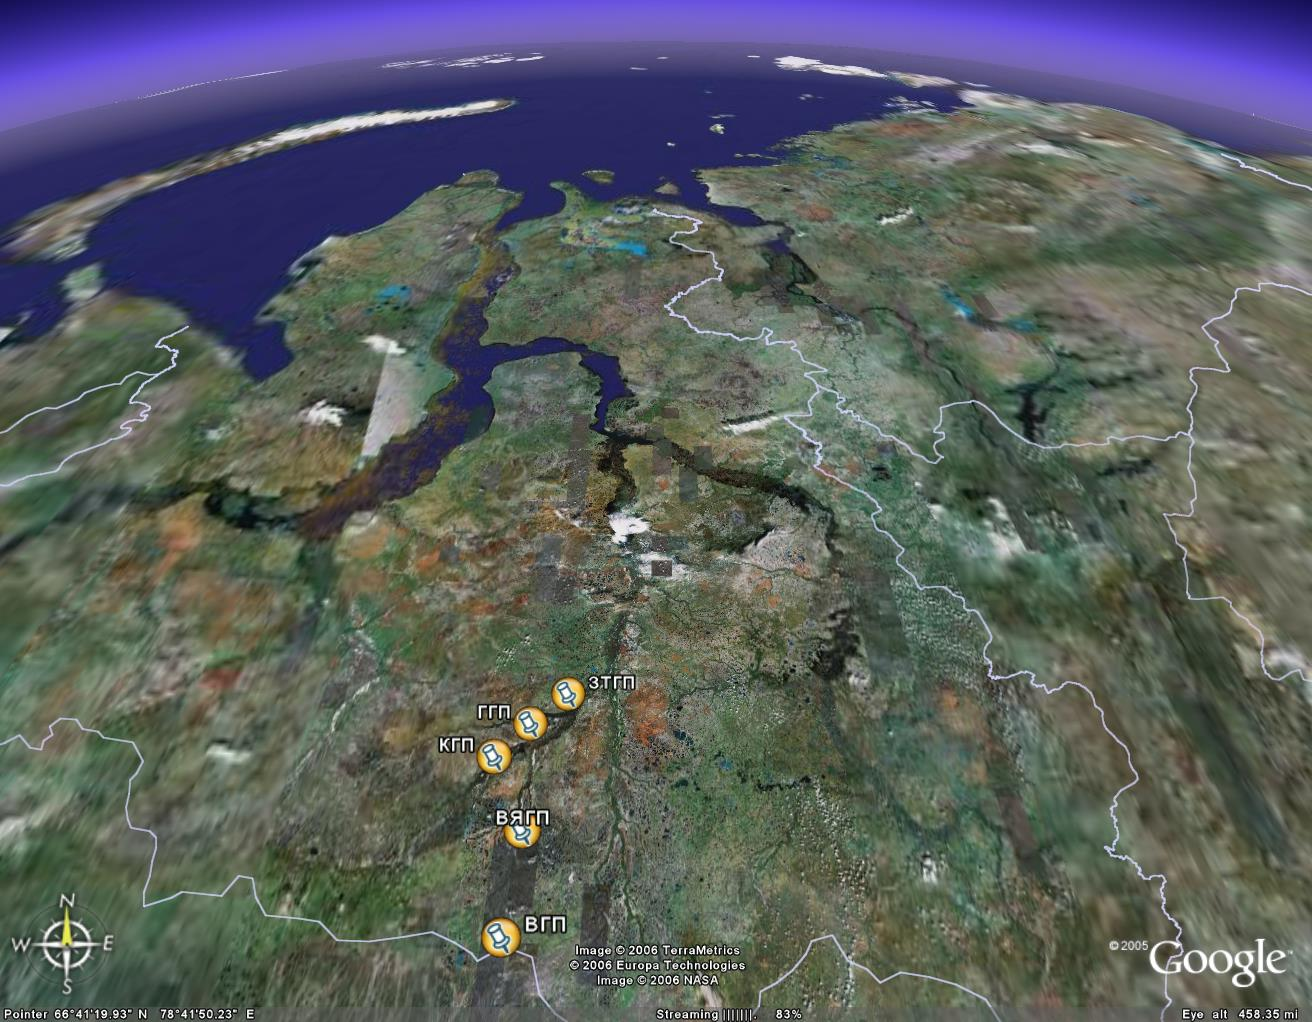 ЗТГП
ГГП
КГП
ВЯГП
ВГП
N
W E
S
Image © 2006 TerraMetrics
© 2006 Europa Technologies
Image © 2006 NASA
© 2005 Google™
Pointer 66°41'19.93" N 78°41'50.23" E Streaming ||||||| 83% Eye alt 458.35 mi